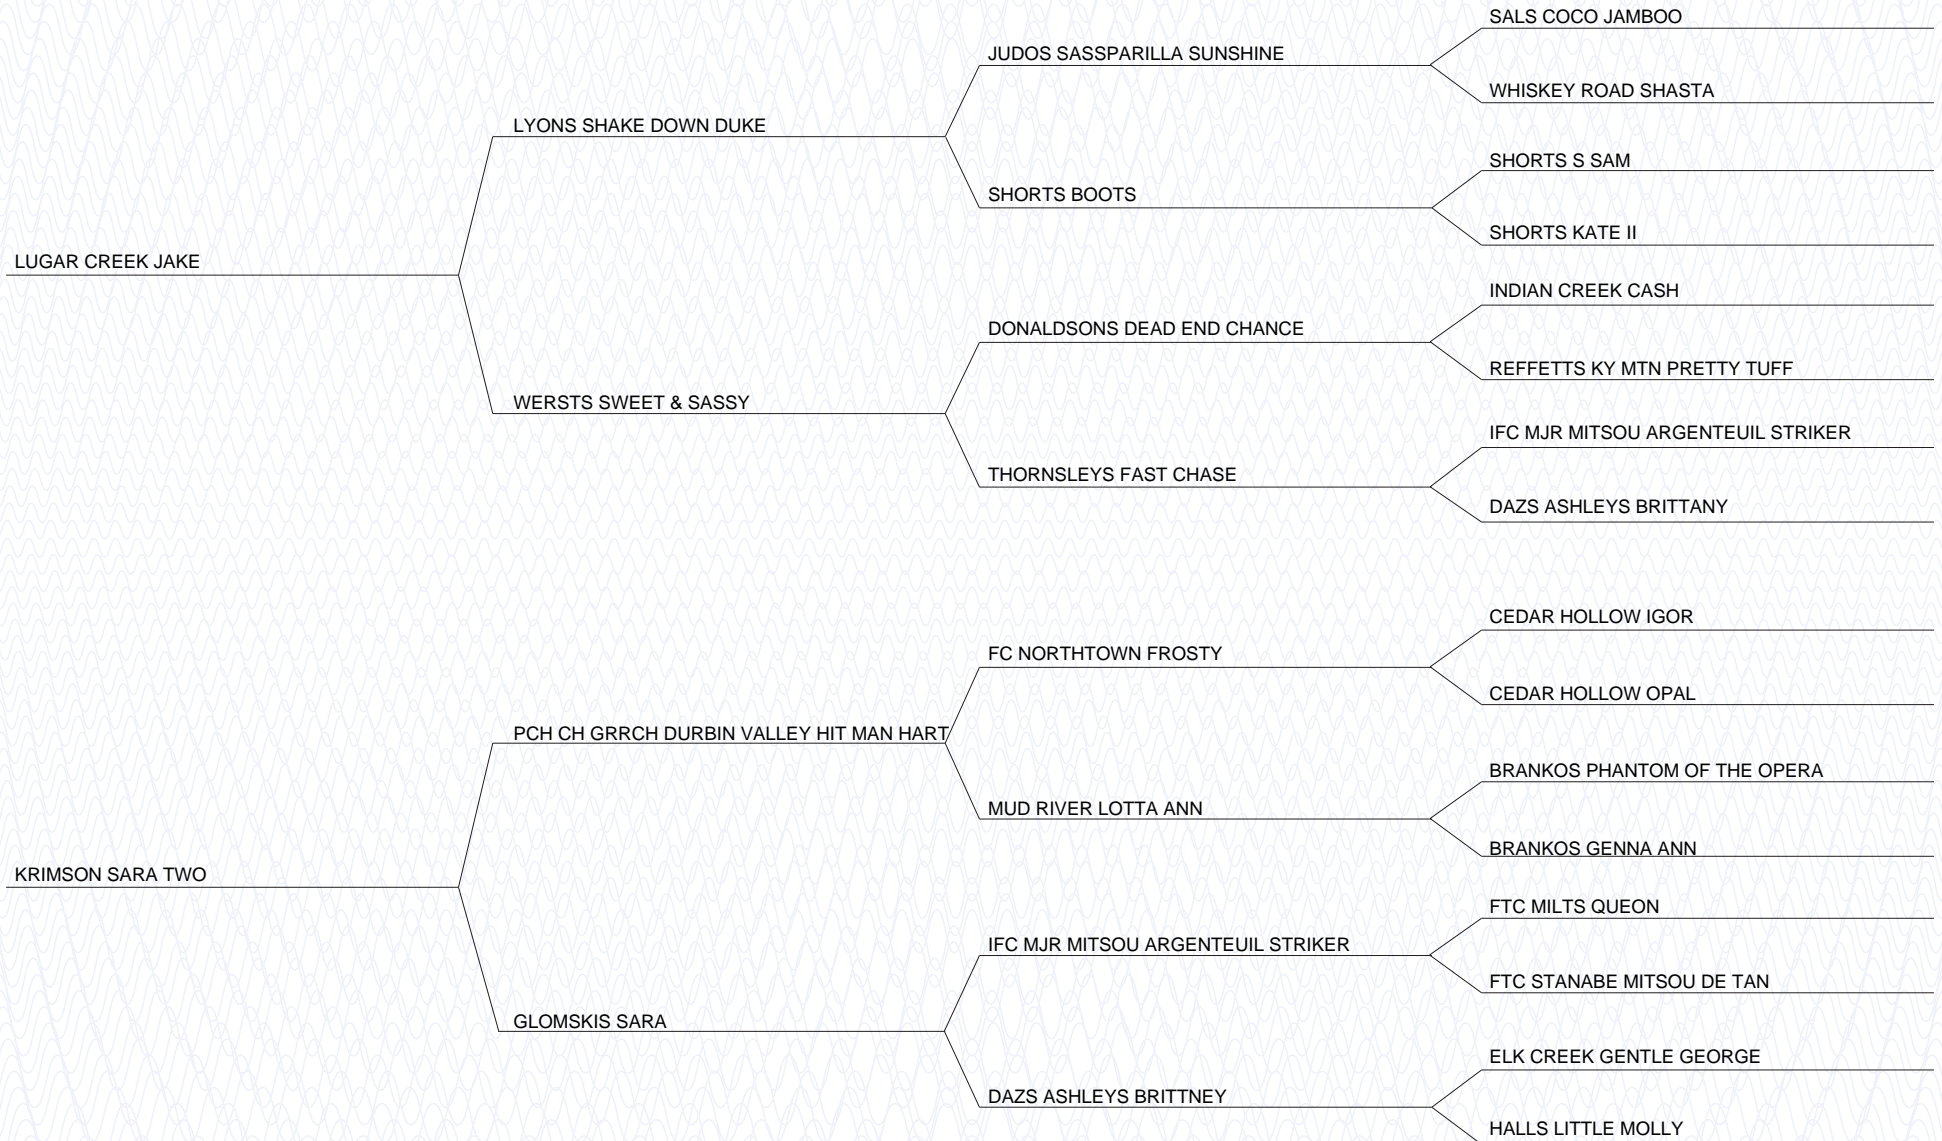 SALS COCO JAMBOO
JUDOS SASSPARILLA SUNSHINE
WHISKEY ROAD SHASTA
LYONS SHAKE DOWN DUKE
SHORTS S SAM
SHORTS BOOTS
SHORTS KATE II
LUGAR CREEK JAKE
INDIAN CREEK CASH
DONALDSONS DEAD END CHANCE
REFFETTS KY MTN PRETTY TUFF
WERSTS SWEET & SASSY
IFC MJR MITSOU ARGENTEUIL STRIKER
THORNSLEYS FAST CHASE
DAZS ASHLEYS BRITTANY
CEDAR HOLLOW IGOR
FC NORTHTOWN FROSTY
CEDAR HOLLOW OPAL
PCH CH GRRCH DURBIN VALLEY HIT MAN HART
BRANKOS PHANTOM OF THE OPERA
MUD RIVER LOTTA ANN
BRANKOS GENNA ANN
KRIMSON SARA TWO
FTC MILTS QUEON
IFC MJR MITSOU ARGENTEUIL STRIKER
FTC STANABE MITSOU DE TAN
GLOMSKIS SARA
ELK CREEK GENTLE GEORGE
DAZS ASHLEYS BRITTNEY
HALLS LITTLE MOLLY